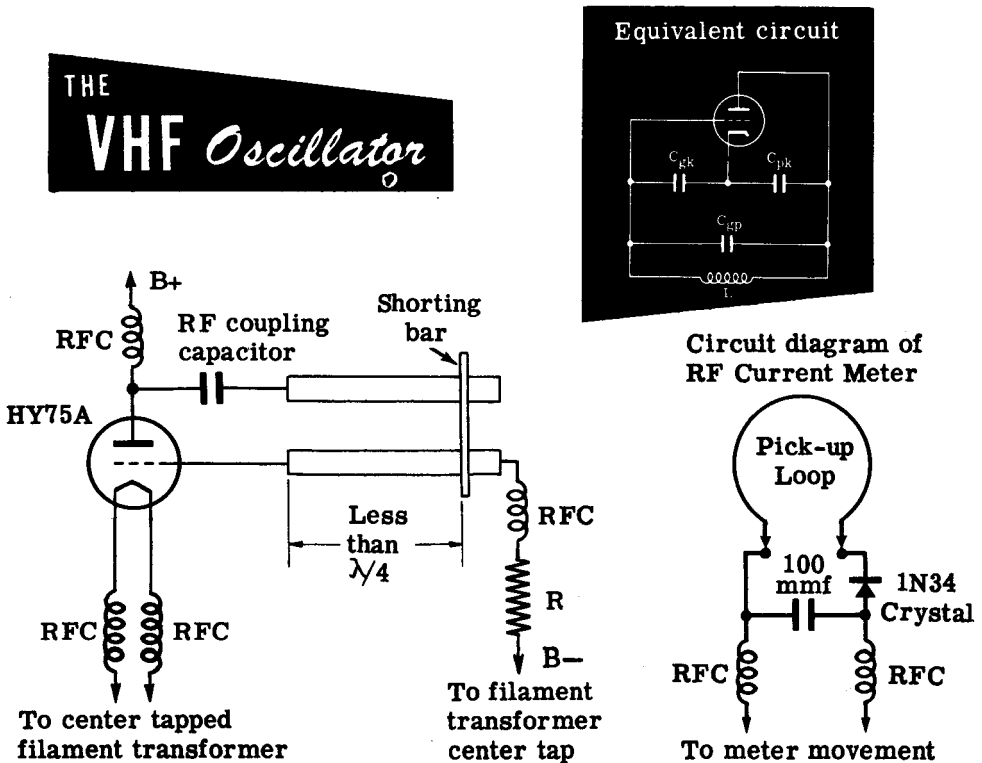 THE
VHF Oscillator
Equivalent circuit
Cgk
Cpk
Cgp
L
B+
RFC
RF coupling
capacitor
Shorting
bar
HY75A
Less
than
λ/4
RFC
R
B−
RFC
RFC
To center tapped
filament transformer
To filament
transformer
center tap
Circuit diagram of
RF Current Meter
Pick-up
Loop
100
mmf
1N34
Crystal
RFC
RFC
To meter movement